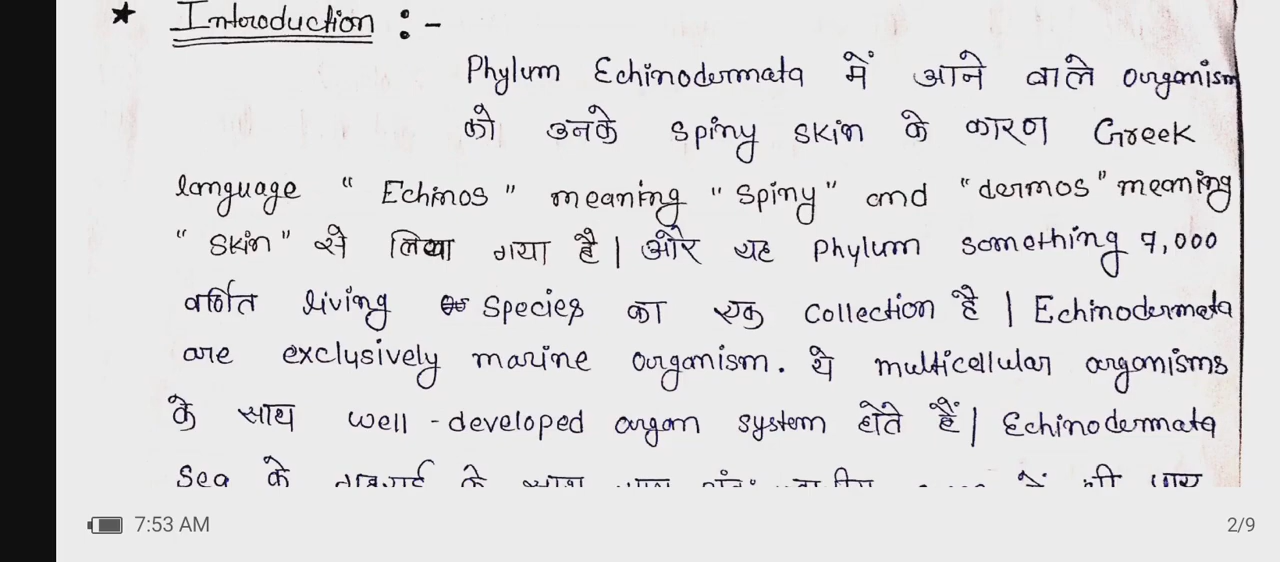 ★ Introduction :-
Phylum Echinodermata में आने वाले organism
को उनके spiny skin के कारण Greek
language “ Echinos ” meaning “ spiny ” and “ dermos ” meaning
“ skin ” से लिया गया है | और यह phylum something 7,000
वर्णित living species का एक collection है | Echinodermata
are exclusively marine organism. ये multicellular organisms
के साथ well-developed organ system होते हैं | Echinodermata
Sea के
7:53 AM
2/9